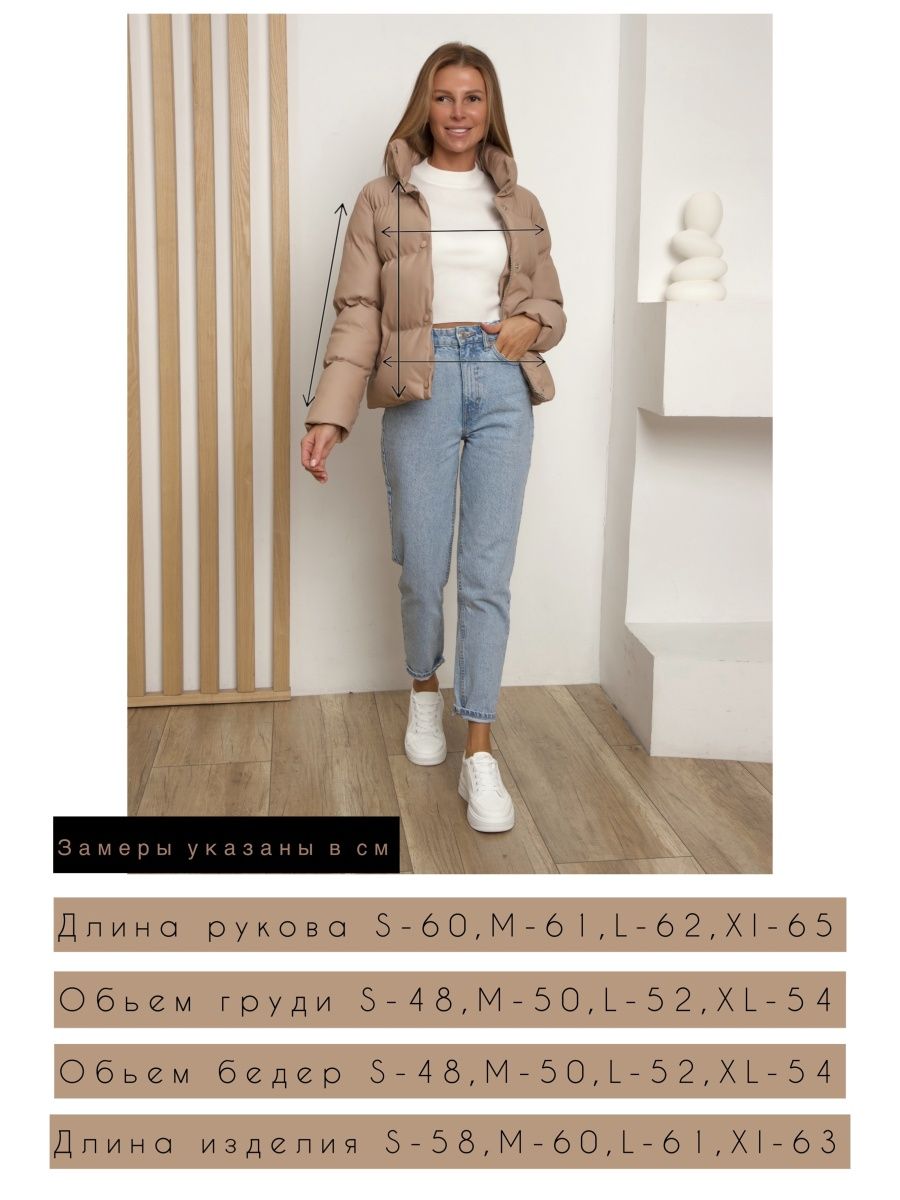 Замеры указаны в см
Длина рукова S-60,M-61,L-62,Xl-65
Обьем груди S-48,M-50,L-52,XL-54
Обьем бедер S-48,M-50,L-52,XL-54
Длина изделия S-58,M-60,L-61,Xl-63